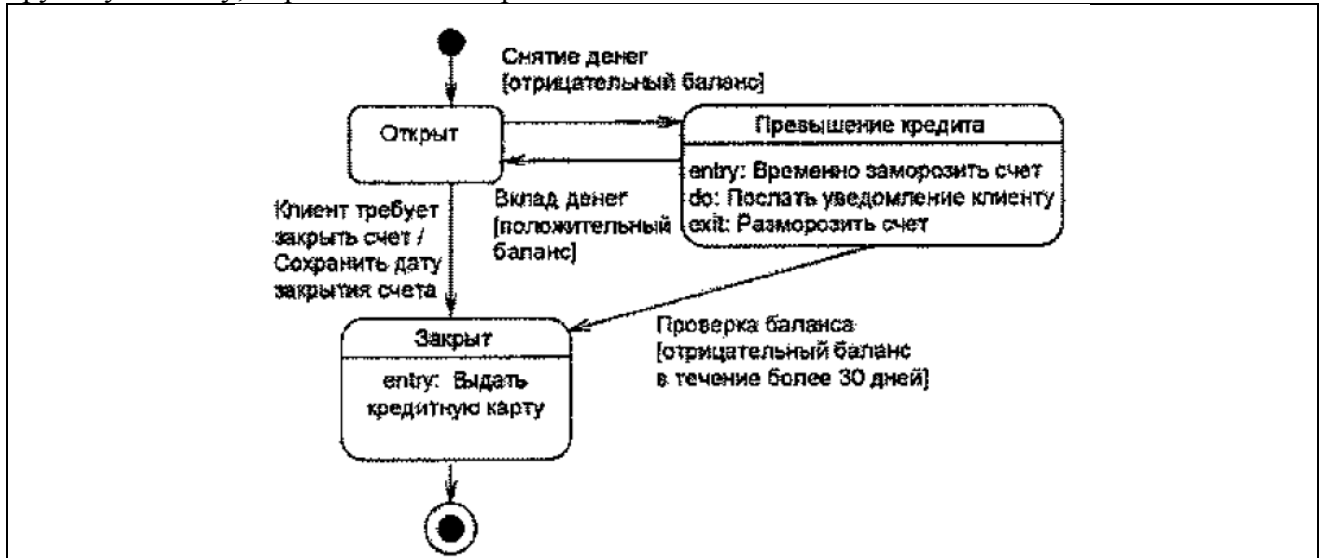 Снятие денег
[отрицательный баланс]
Открыт
Превышение кредита
entry: Временно заморозить счет
do: Послать уведомление клиенту
exit: Разморозить счет
Вклад денег
[положительный
баланс]
Клиент требует
закрыть счет /
Сохранить дату
закрытия счета
Закрыт
entry: Выдать
кредитную карту
Проверка баланса
[отрицательный баланс
в течение более 30 дней]